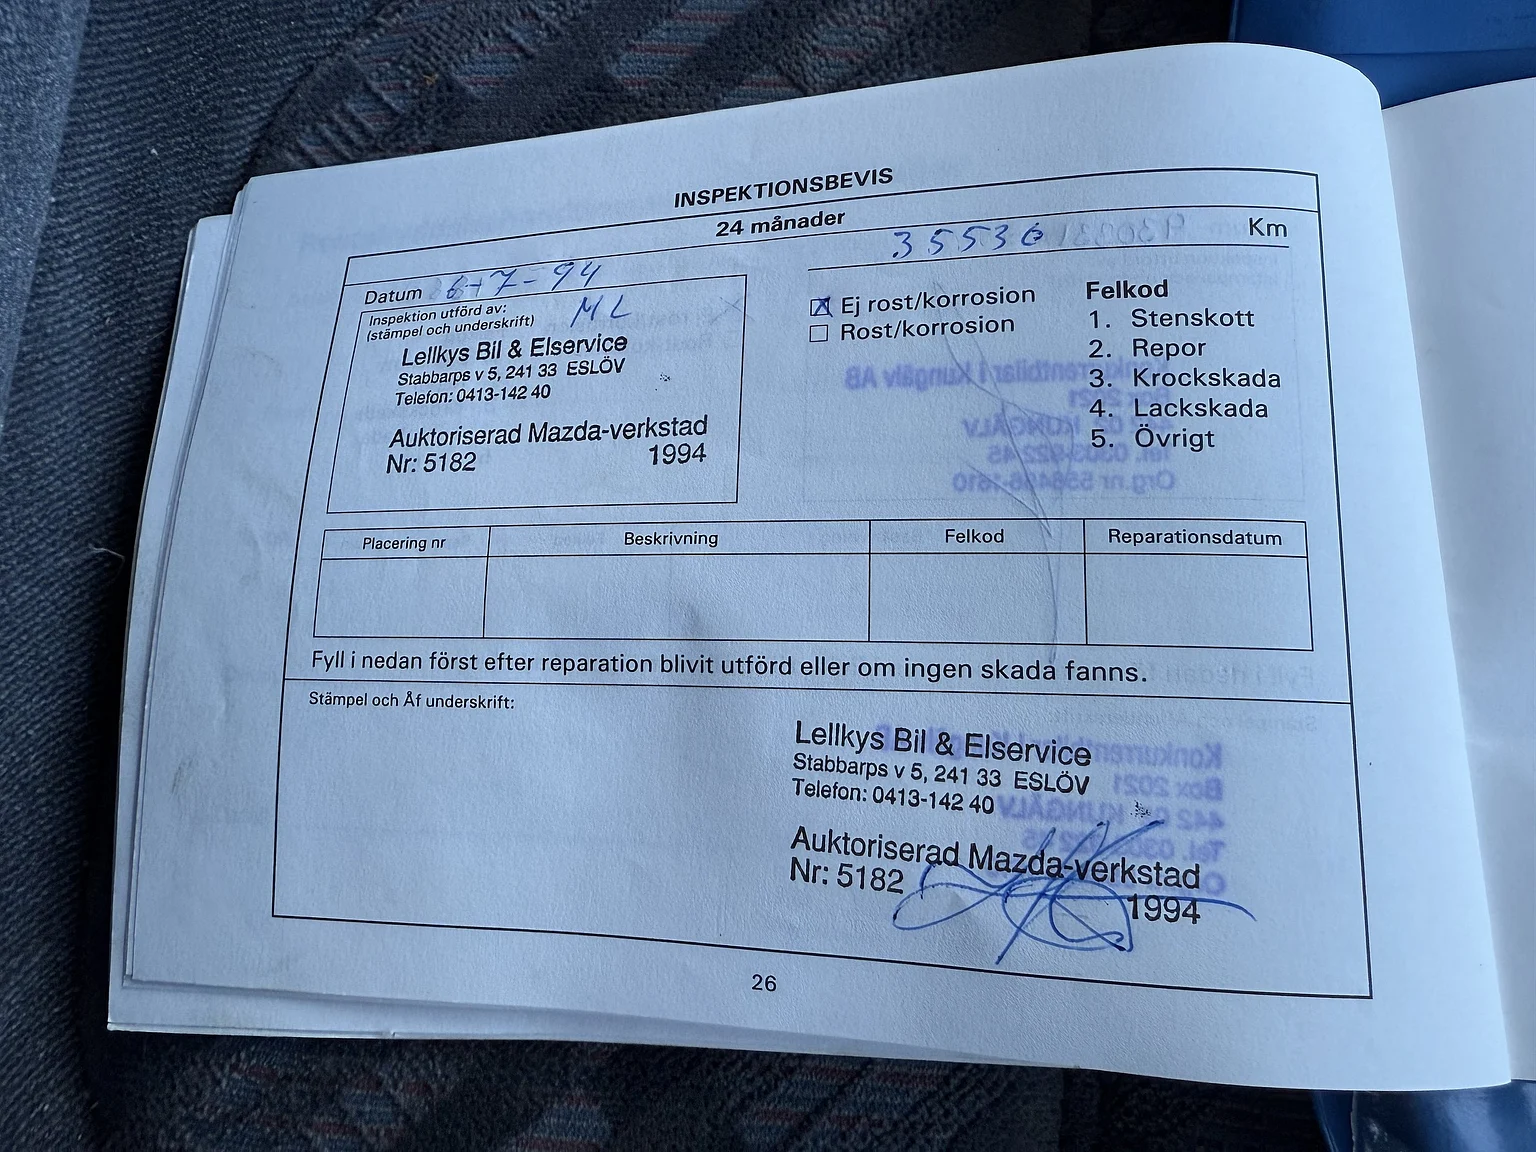 INSPEKTIONSBEVIS
24 månader
Datum 6-7-94
35536 Km
Inspektion utförd av:
(stämpel och underskrift) ML
Lellkys Bil & Elservice
Stabbarps v 5, 241 33 ESLÖV
Telefon: 0413-142 40
Auktoriserad Mazda-verkstad
Nr: 5182 1994
Ej rost/korrosion
Rost/korrosion
Felkod
1. Stenskott
2. Repor
3. Krockskada
4. Lackskada
5. Övrigt
Placering nr Beskrivning Felkod Reparationsdatum
Fyll i nedan först efter reparation blivit utförd eller om ingen skada fanns.
Stämpel och Åf underskrift:
Lellkys Bil & Elservice
Stabbarps v 5, 241 33 ESLÖV
Telefon: 0413-142 40
Auktoriserad Mazda-verkstad
Nr: 5182
1994
26